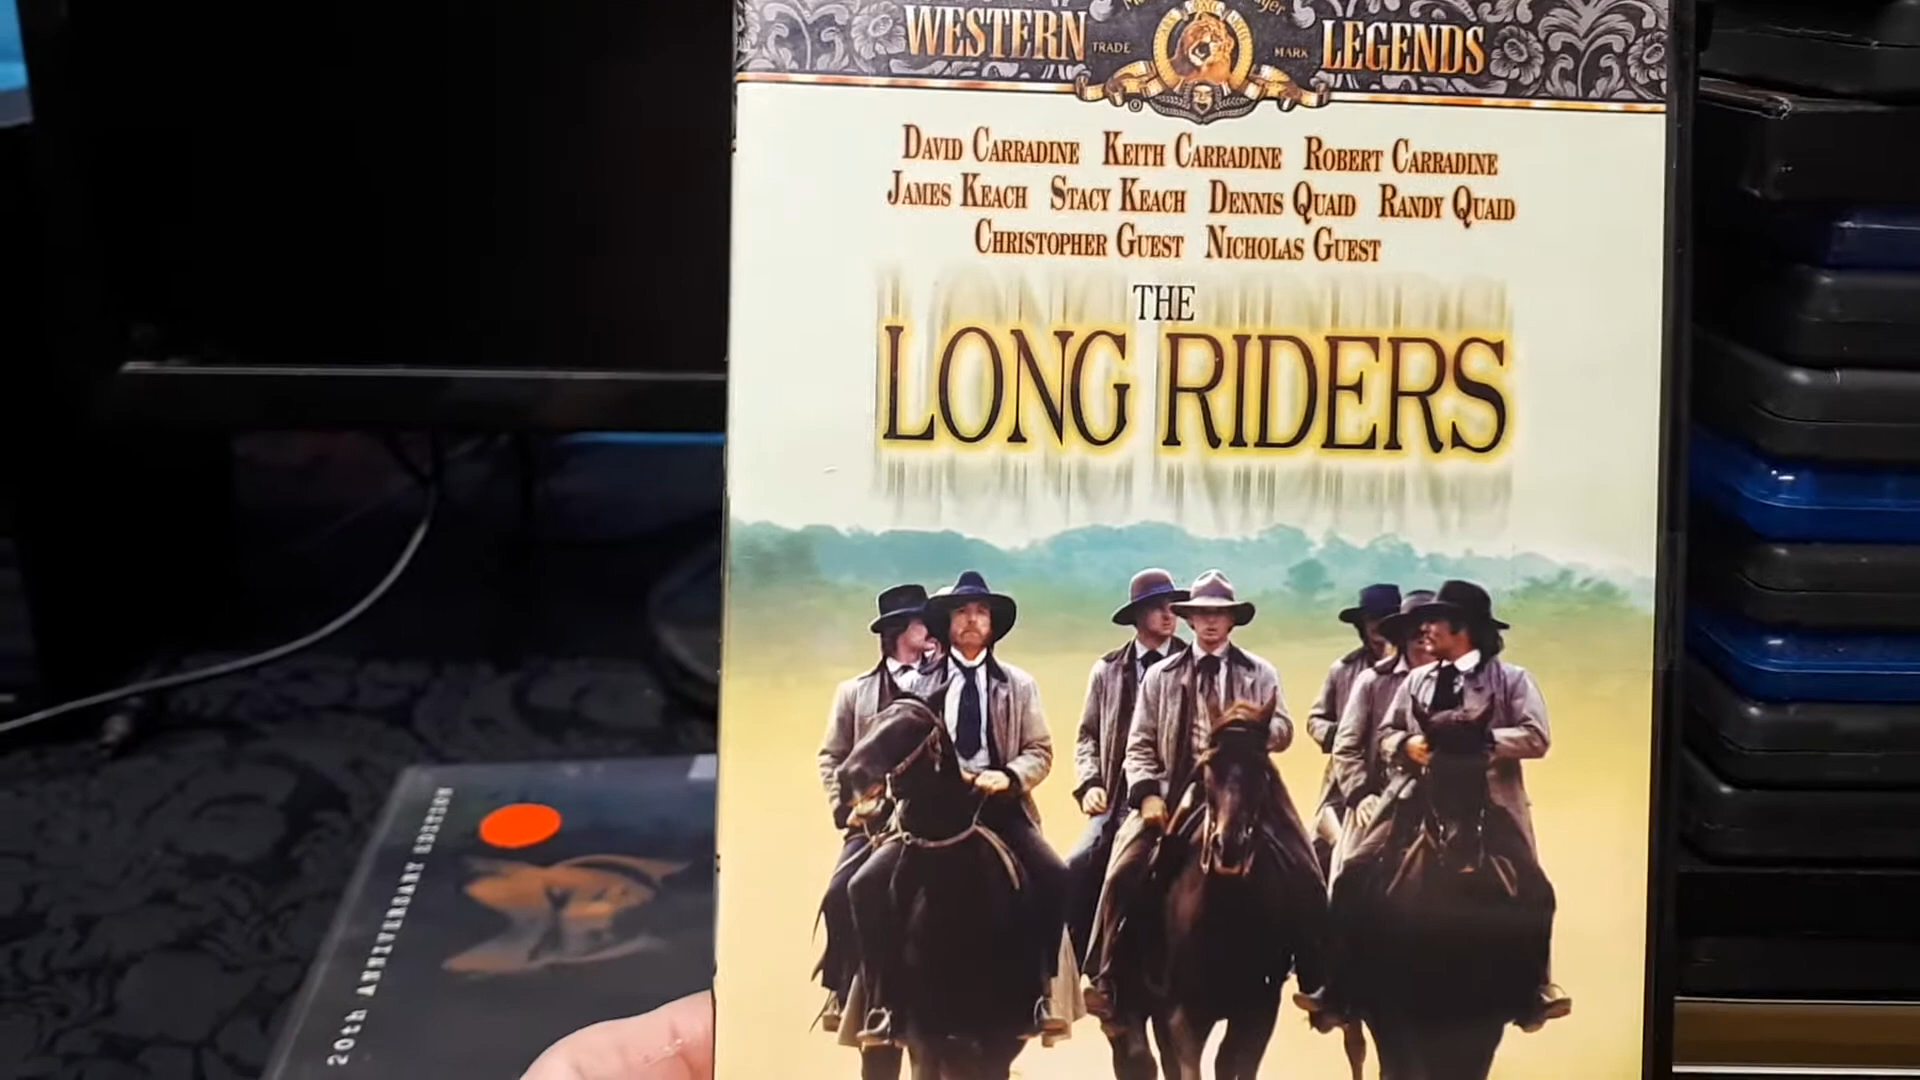 WESTERN TRADE MARK LEGENDS
DAVID CARRADINE KEITH CARRADINE ROBERT CARRADINE
JAMES KEACH STACY KEACH DENNIS QUAID RANDY QUAID
CHRISTOPHER GUEST NICHOLAS GUEST
THE
LONG RIDERS
20th ANNIVERSARY EDITION